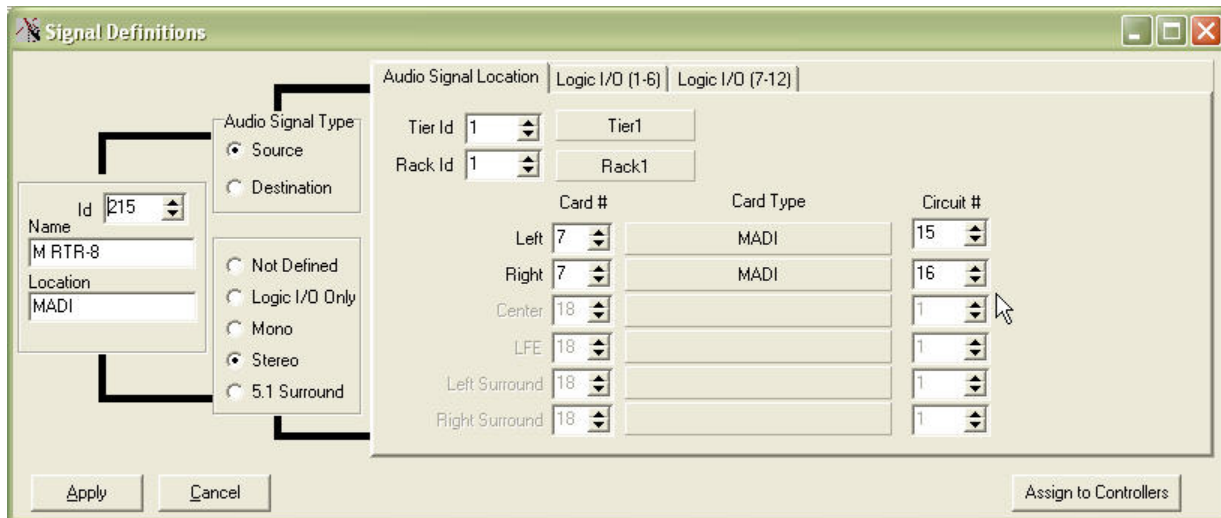 Signal Definitions
Audio Signal Location
Logic I/O (1-6)
Logic I/O (7-12)
Id 215
Name
M RTR-8
Location
MADI
Audio Signal Type
Source
Destination
Not Defined
Logic I/O Only
Mono
Stereo
5.1 Surround
Tier Id 1 Tier1
Rack Id 1 Rack1
Card # Card Type Circuit #
Left 7 MADI 15
Right 7 MADI 16
Center 18 1
LFE 18 1
Left Surround 18 1
Right Surround 18 1
Apply
Cancel
Assign to Controllers